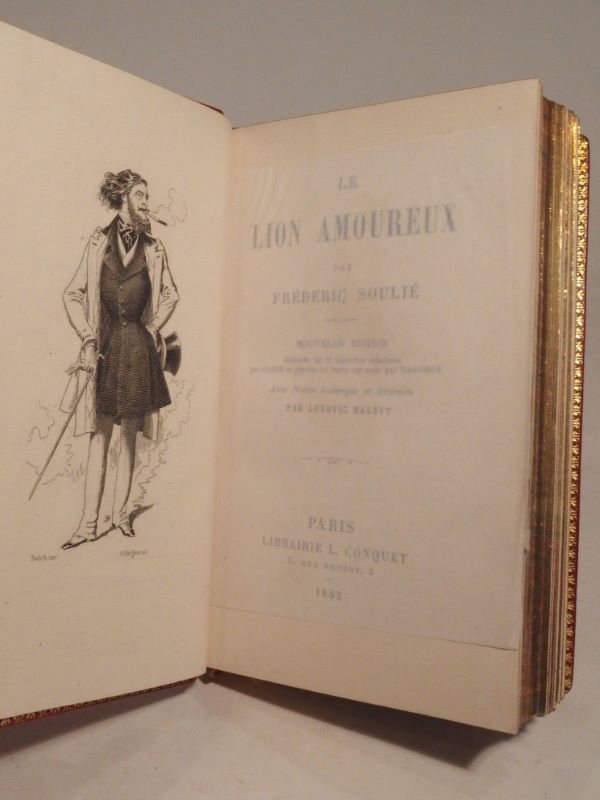 LE
LION AMOUREUX
PAR
FRÉDÉRIC SOULIÉ
NOUVELLE ÉDITION
Avec Notice historique et littéraire
PAR LUDOVIC HALÉVY
PARIS
LIBRAIRIE L. CONQUET
5, RUE DROUOT, 5
1882